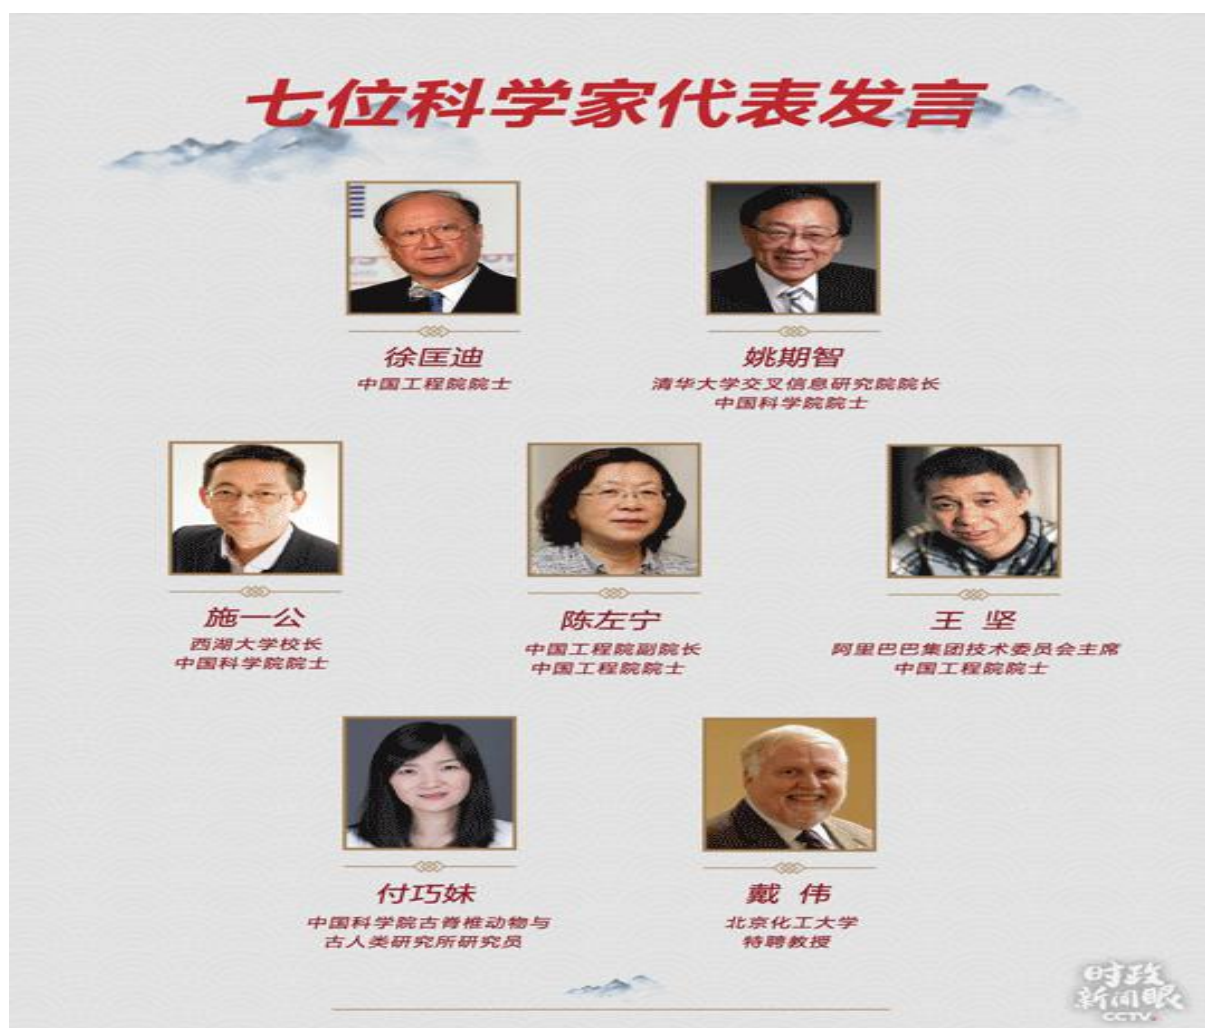 七位科学家代表发言
徐匡迪
中国工程院院士
姚期智
清华大学交叉信息研究院院长
中国科学院院士
施一公
西湖大学校长
中国科学院院士
陈左宁
中国工程院副院长
中国工程院院士
王 坚
阿里巴巴集团技术委员会主席
中国工程院院士
付巧妹
中国科学院古脊椎动物与
古人类研究所研究员
戴 伟
北京化工大学
特聘教授
时政
新闻眼
CCTV